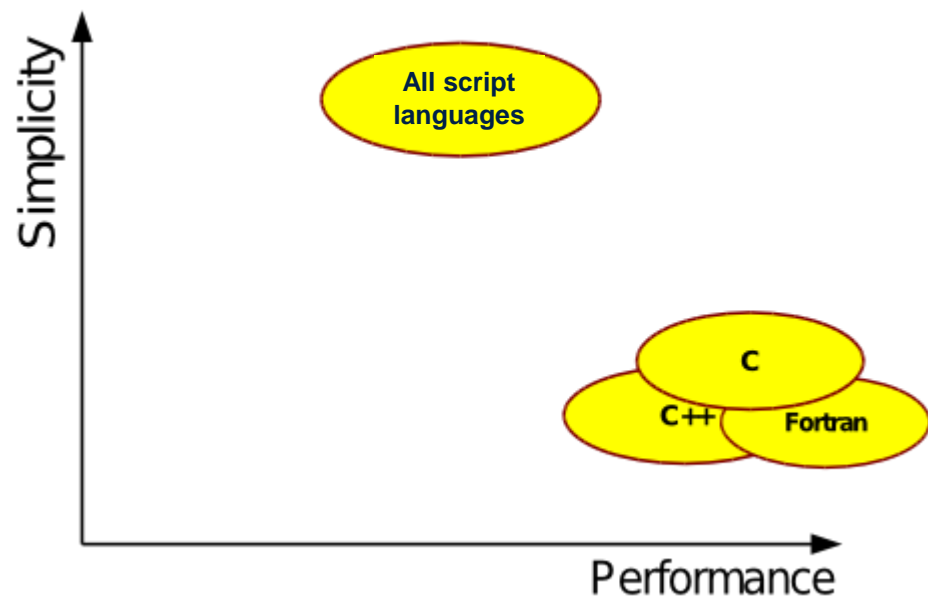 Simplicity
All script
languages
C
C++
Fortran
Performance